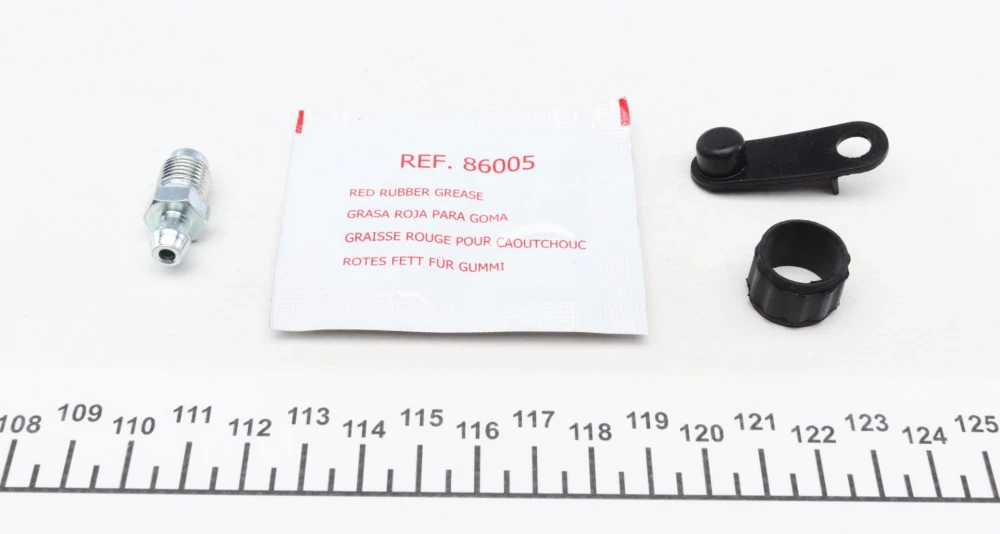 REF. 86005
RED RUBBER GREASE
GRASA ROJA PARA GOMA
GRAISSE ROUGE POUR CAOUTCHOUC
ROTES FETT FÜR GUMMI
108 109 110 111 112 113 114 115 116 117 118 119 120 121 122 123 124 125